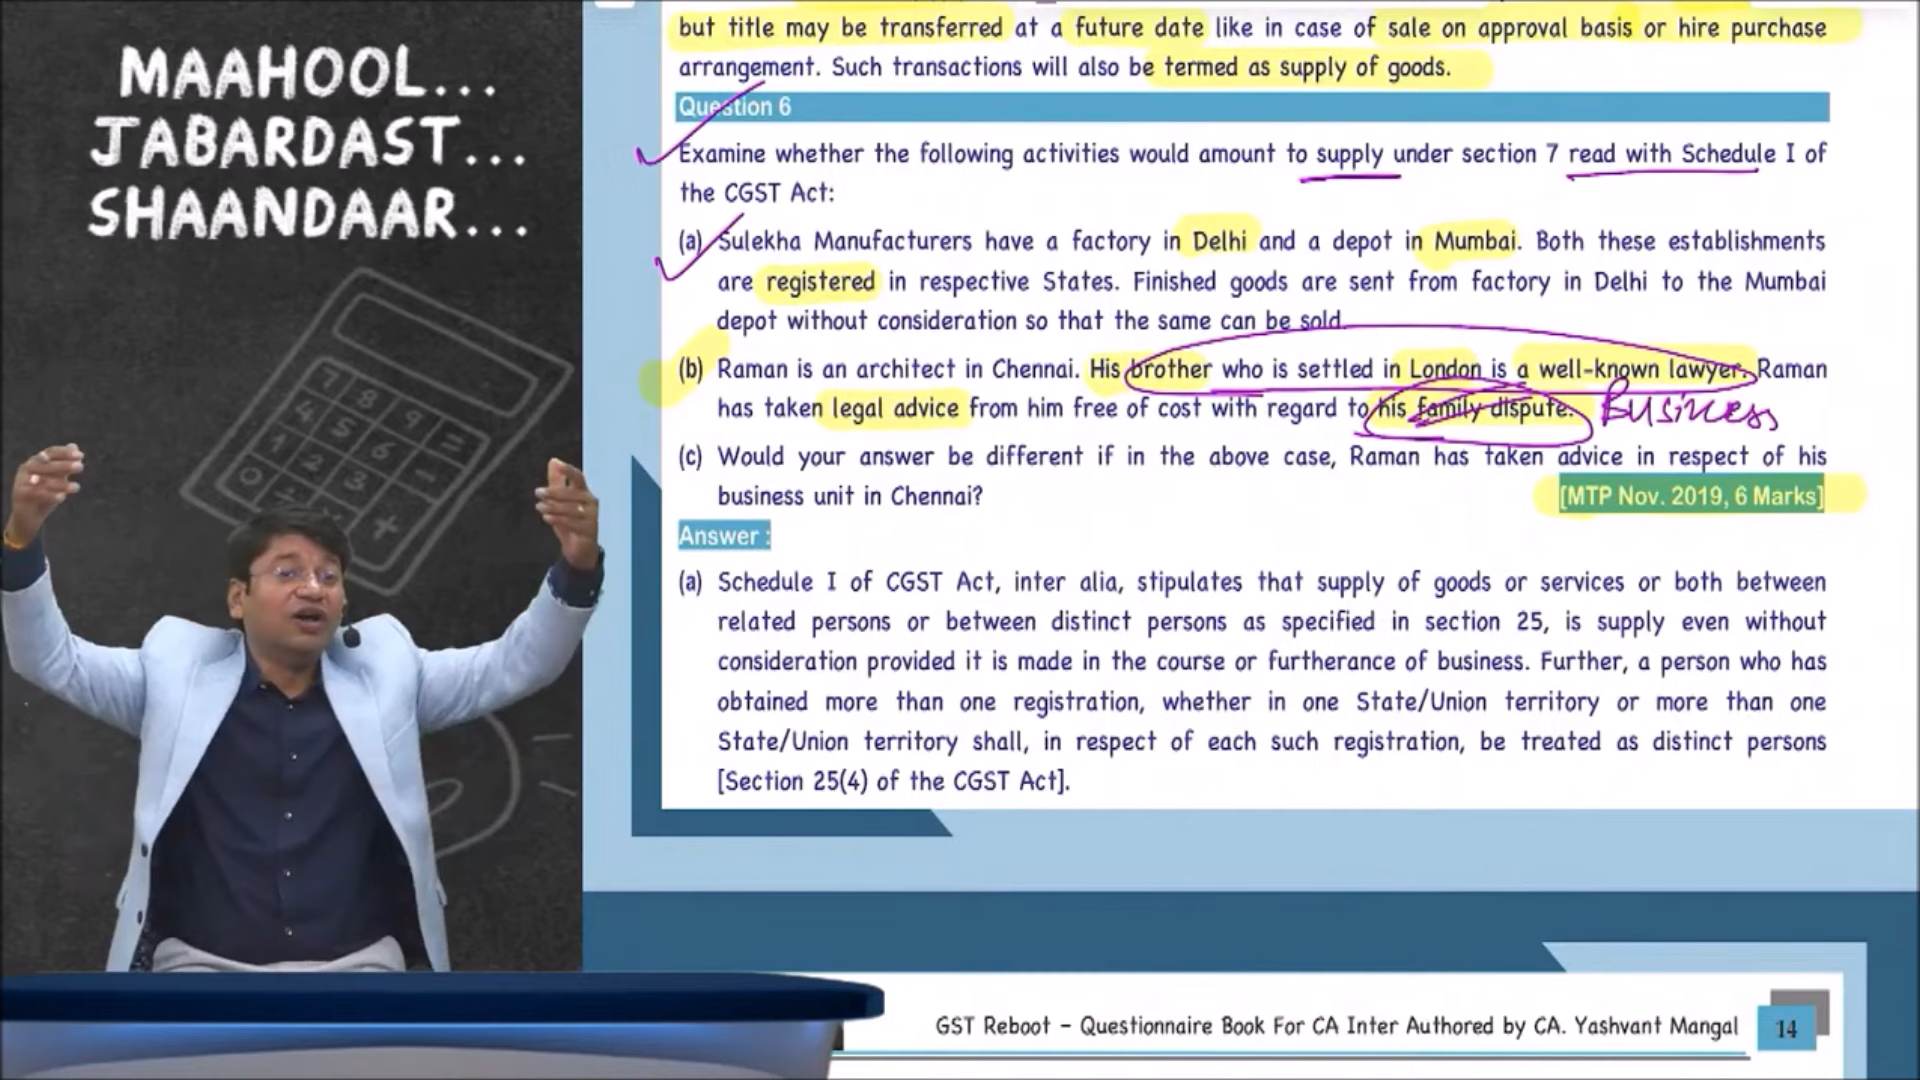 MAAHOOL...
JABARDAST...
SHAANDAAR...
but title may be transferred at a future date like in case of sale on approval basis or hire purchase
arrangement. Such transactions will also be termed as supply of goods.
Question 6
Examine whether the following activities would amount to supply under section 7 read with Schedule I of
the CGST Act:
(a) Sulekha Manufacturers have a factory in Delhi and a depot in Mumbai. Both these establishments
are registered in respective States. Finished goods are sent from factory in Delhi to the Mumbai
depot without consideration so that the same can be sold.
(b) Raman is an architect in Chennai. His brother who is settled in London is a well-known lawyer. Raman
has taken legal advice from him free of cost with regard to his family dispute. Business
(c) Would your answer be different if in the above case, Raman has taken advice in respect of his
business unit in Chennai? [MTP Nov. 2019, 6 Marks]
Answer :
(a) Schedule I of CGST Act, inter alia, stipulates that supply of goods or services or both between
related persons or between distinct persons as specified in section 25, is supply even without
consideration provided it is made in the course or furtherance of business. Further, a person who has
obtained more than one registration, whether in one State/Union territory or more than one
State/Union territory shall, in respect of each such registration, be treated as distinct persons
[Section 25(4) of the CGST Act].
GST Reboot – Questionnaire Book For CA Inter Authored by CA. Yashvant Mangal 14
7 8 9 =
4 5 6 -
1 2 3
0 ÷ +